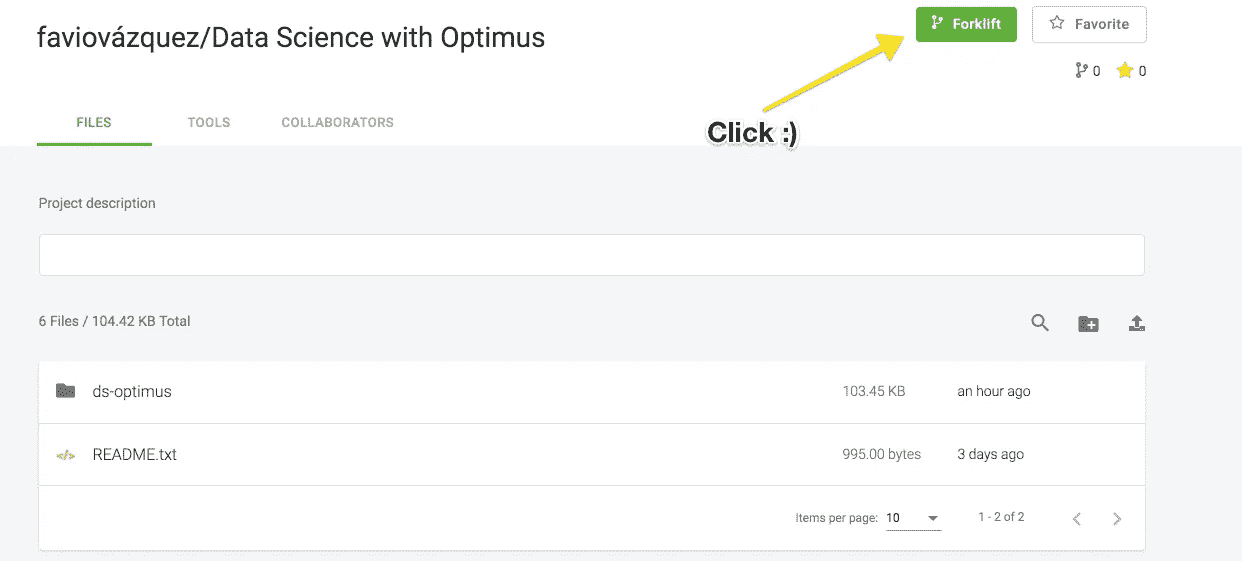 faviovázquez/Data Science with Optimus
Forklift
Favorite
0
0
FILES
TOOLS
COLLABORATORS
Click :)
Project description
6 Files / 104.42 KB Total
ds-optimus 103.45 KB an hour ago
README.txt 995.00 bytes 3 days ago
Items per page: 10 1 - 2 of 2